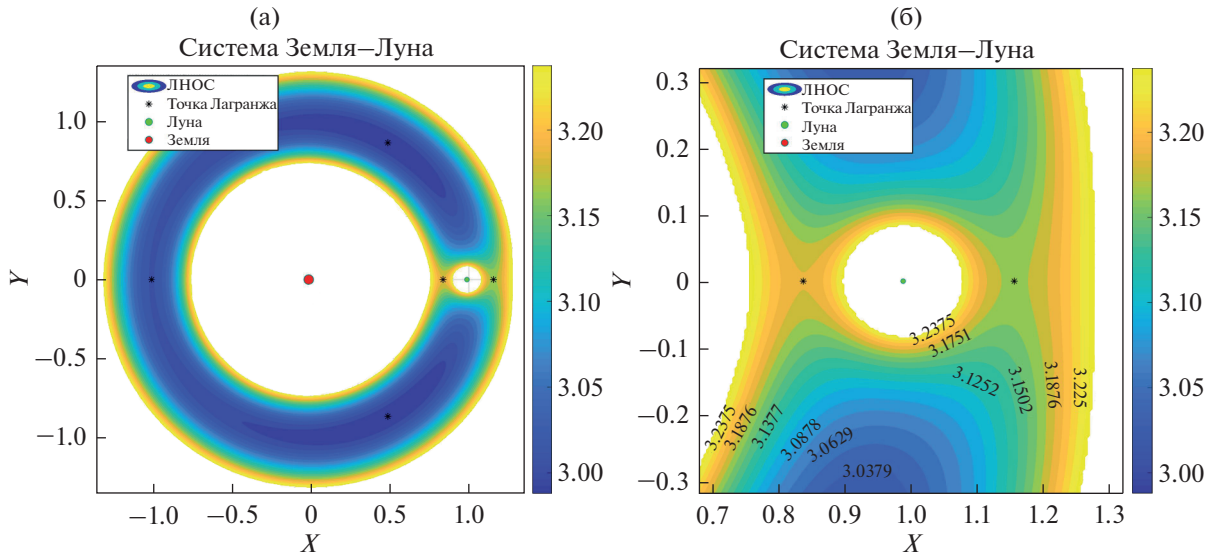 (а)
Система Земля–Луна
ЛНОС
Точка Лагранжа
Луна
Земля
1.0
0.5
0
−0.5
−1.0
Y
−1.0
−0.5
0
0.5
1.0
X
3.20
3.15
3.10
3.05
3.00
(б)
Система Земля–Луна
ЛНОС
Точка Лагранжа
Луна
Земля
0.3
0.2
0.1
0
−0.1
−0.2
−0.3
Y
3.2375
3.1751
3.1252
3.1502
3.1876
3.225
3.2375
3.1876
3.1377
3.0878
3.0629
3.0379
0.7
0.8
0.9
1.0
1.1
1.2
1.3
X
3.20
3.15
3.10
3.05
3.00